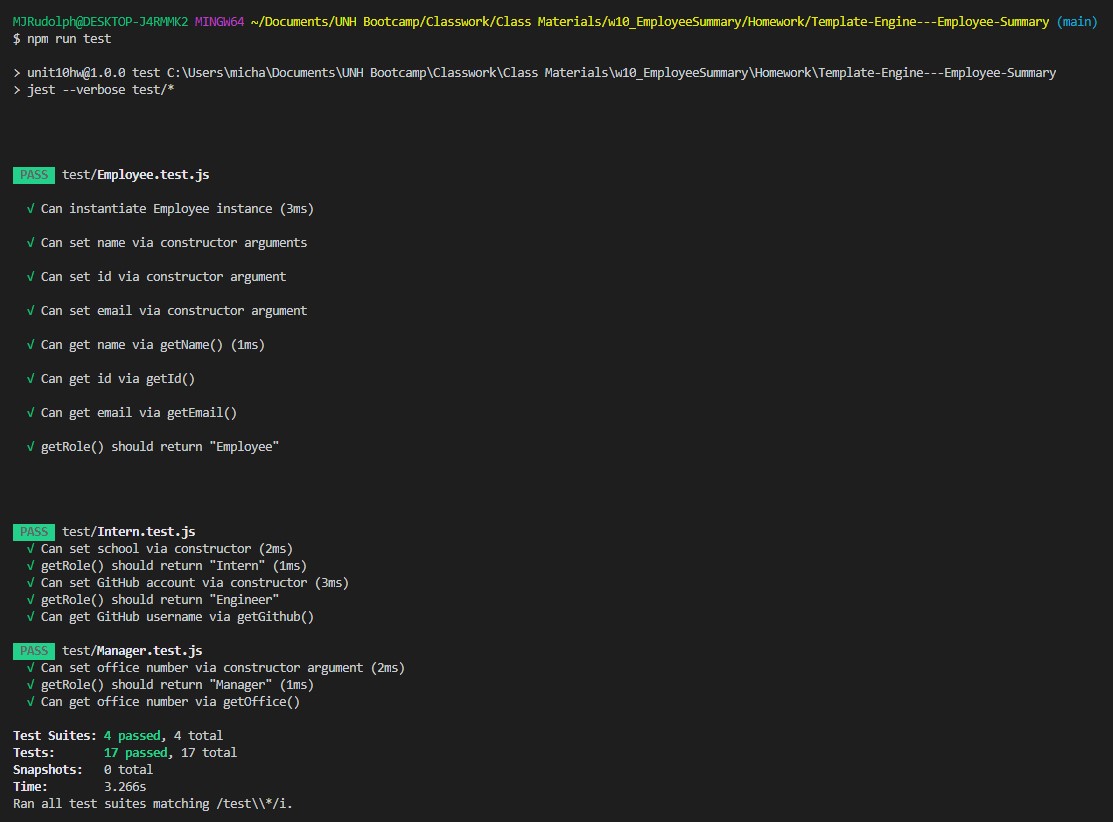 MJRudolph@DESKTOP-J4RMMK2 MINGW64 ~/Documents/UNH Bootcamp/Classwork/Class Materials/w10_EmployeeSummary/Homework/Template-Engine---Employee-Summary (main)
$ npm run test
> unit10hw@1.0.0 test C:\Users\micha\Documents\UNH Bootcamp\Classwork\Class Materials\w10_EmployeeSummary\Homework\Template-Engine---Employee-Summary
> jest --verbose test/*
PASS test/Employee.test.js
√ Can instantiate Employee instance (3ms)
√ Can set name via constructor arguments
√ Can set id via constructor argument
√ Can set email via constructor argument
√ Can get name via getName() (1ms)
√ Can get id via getId()
√ Can get email via getEmail()
√ getRole() should return "Employee"
PASS test/Intern.test.js
√ Can set school via constructor (2ms)
√ getRole() should return "Intern" (1ms)
√ Can set GitHub account via constructor (3ms)
√ getRole() should return "Engineer"
√ Can get GitHub username via getGithub()
PASS test/Manager.test.js
√ Can set office number via constructor argument (2ms)
√ getRole() should return "Manager" (1ms)
√ Can get office number via getOffice()
Test Suites: 4 passed, 4 total
Tests: 17 passed, 17 total
Snapshots: 0 total
Time: 3.266s
Ran all test suites matching /test\\*/i.